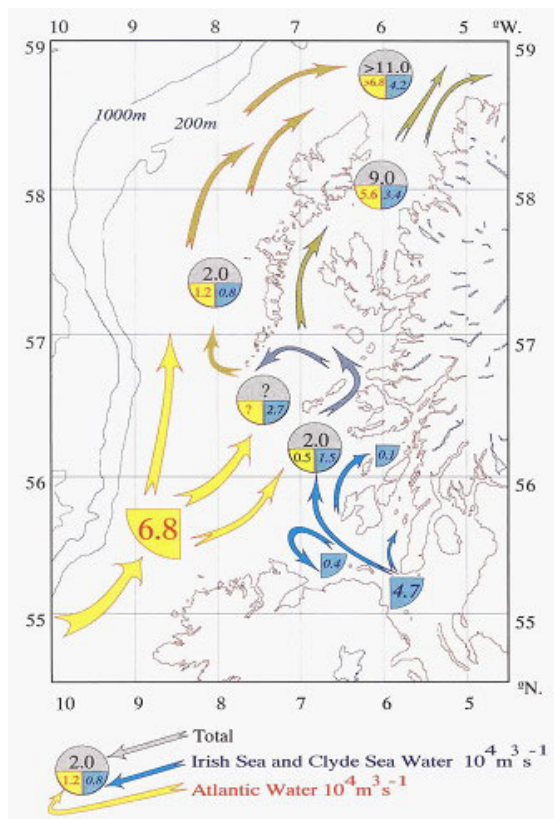 10 9 8 7 6 5 ºW.
59 59
>11.0
>6.8 4.2
1000m
200m
58 58
9.0
5.6 3.4
2.0
1.2 0.8
57 57
?
? 2.7
2.0
0.5 1.5
0.1
56 56
6.8
0.4
4.7
55 55
ºN.
10 9 8 7 6 5
Total
2.0
Irish Sea and Clyde Sea Water 10⁴m³s⁻¹
1.2 0.8
Atlantic Water 10⁴m³s⁻¹